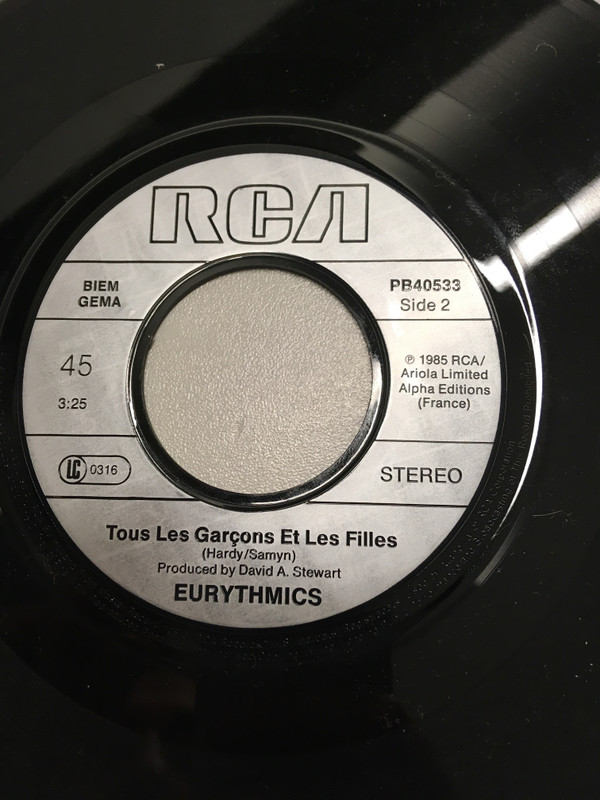 RCA
BIEM
GEMA
PB40533
Side 2
45
3:25
℗ 1985 RCA/
Ariola Limited
Alpha Editions
(France)
LC 0316
STEREO
Tous Les Garçons Et Les Filles
(Hardy/Samyn)
Produced by David A. Stewart
EURYTHMICS